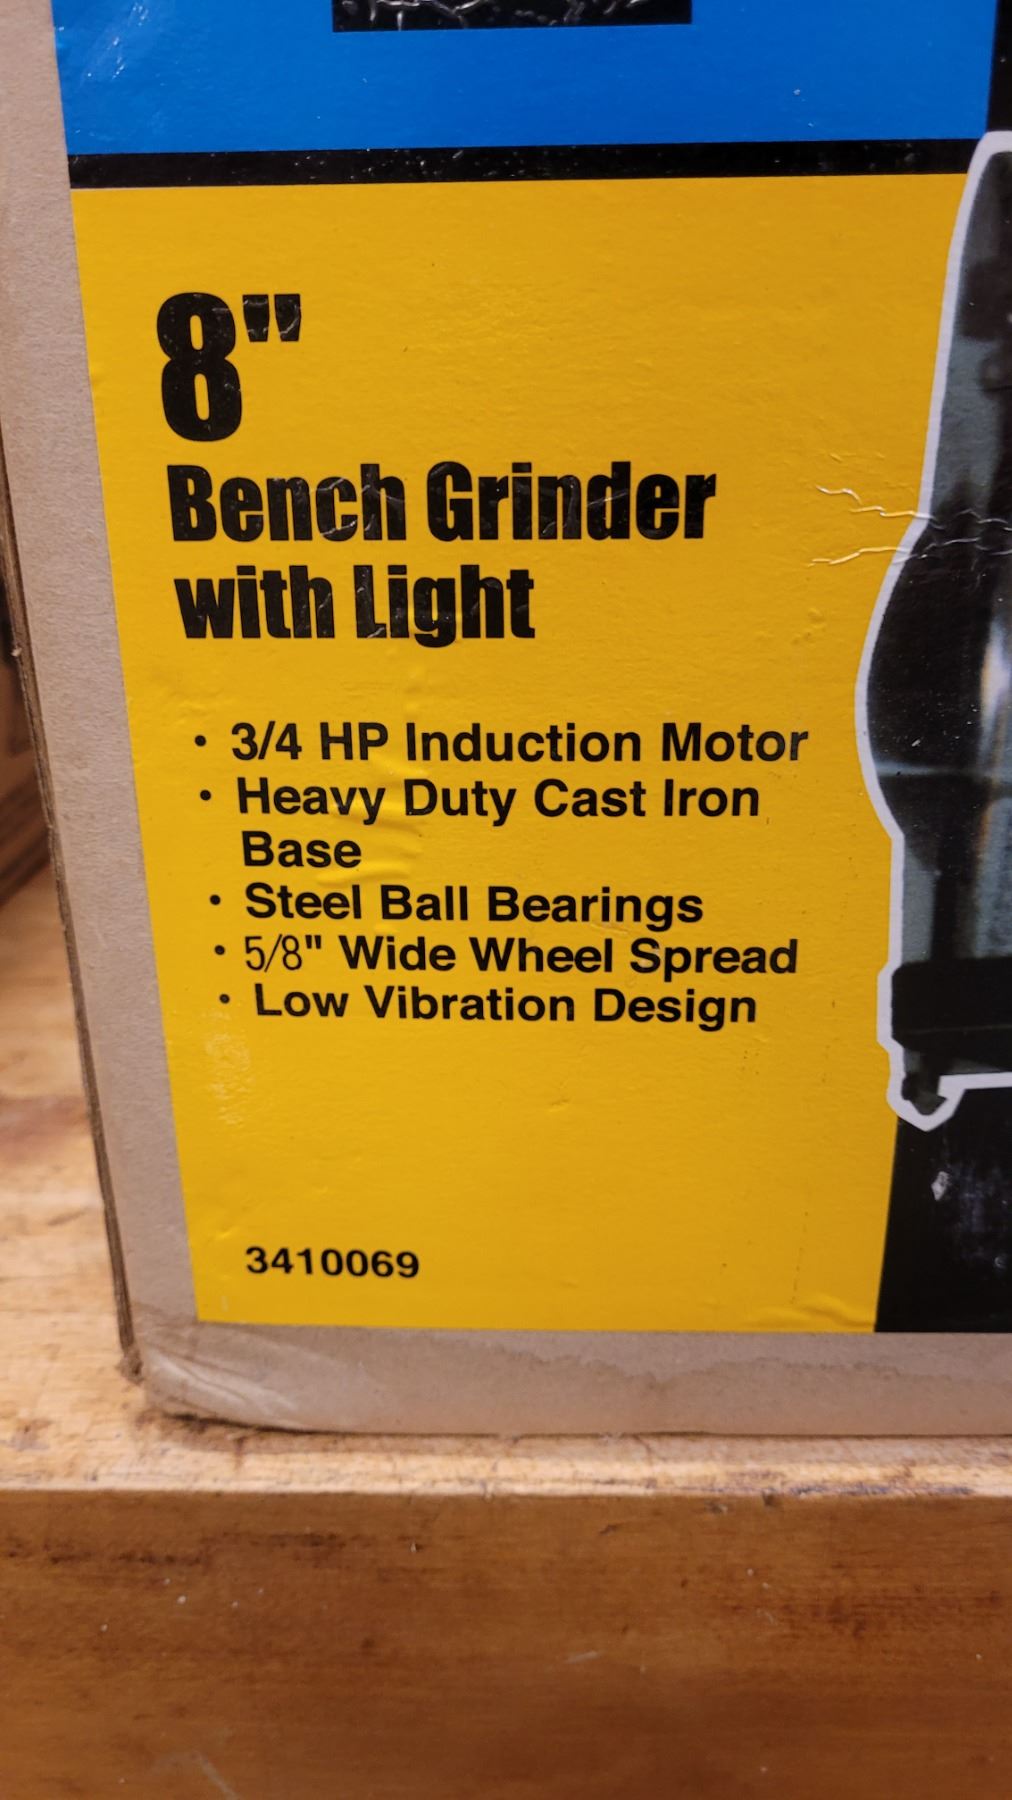 8"
Bench Grinder
with Light
• 3/4 HP Induction Motor
• Heavy Duty Cast Iron
Base
• Steel Ball Bearings
• 5/8" Wide Wheel Spread
• Low Vibration Design
3410069